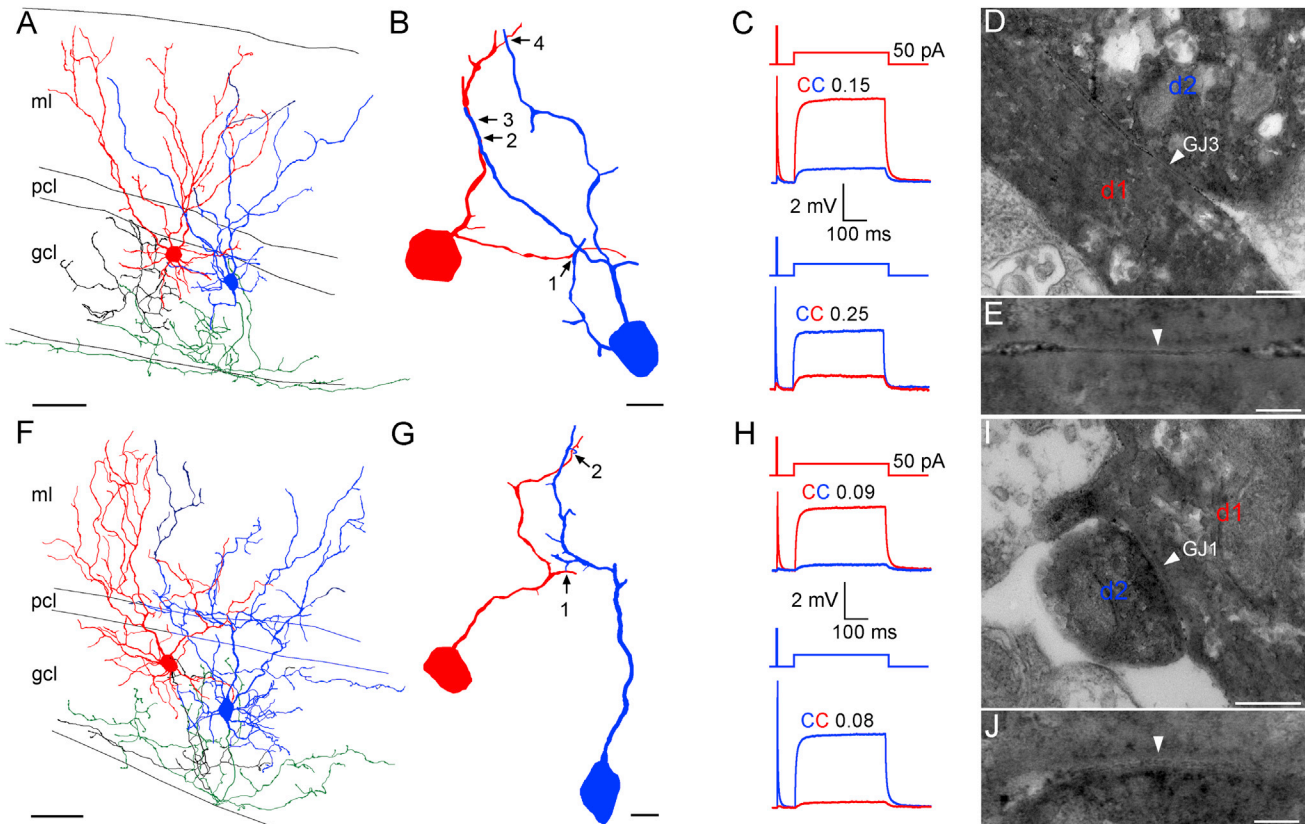 A
ml
pcl
gcl
B
4
3
2
1
C
50 pA
CC 0.15
2 mV
100 ms
CC 0.25
D
d2
GJ3
d1
E
F
ml
pcl
gcl
G
2
1
H
50 pA
CC 0.09
2 mV
100 ms
CC 0.08
I
d1
GJ1
d2
J